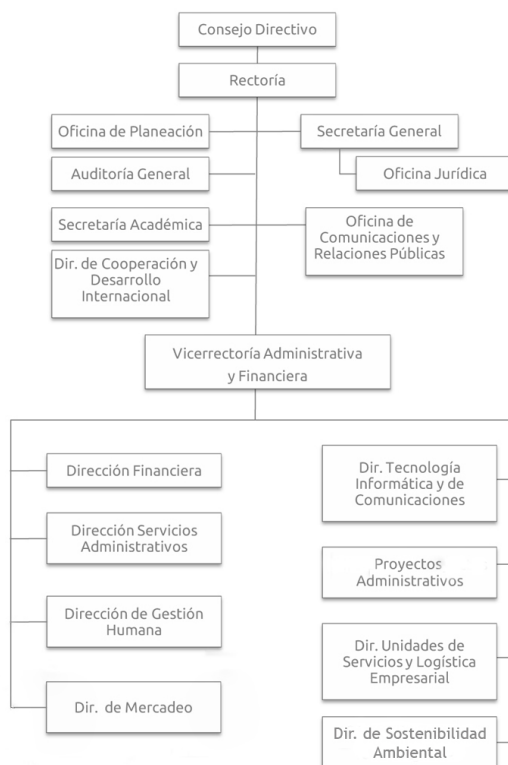 Consejo Directivo
Rectoría
Oficina de Planeación
Secretaría General
Auditoría General
Oficina Jurídica
Secretaría Académica
Oficina de
Comunicaciones y
Relaciones Públicas
Dir. de Cooperación y
Desarrollo
Internacional
Vicerrectoría Administrativa
y Financiera
Dirección Financiera
Dirección Servicios
Administrativos
Dirección de Gestión
Humana
Dir. de Mercadeo
Dir. Tecnología
Informática y de
Comunicaciones
Proyectos
Administrativos
Dir. Unidades de
Servicios y Logística
Empresarial
Dir. de Sostenibilidad
Ambiental